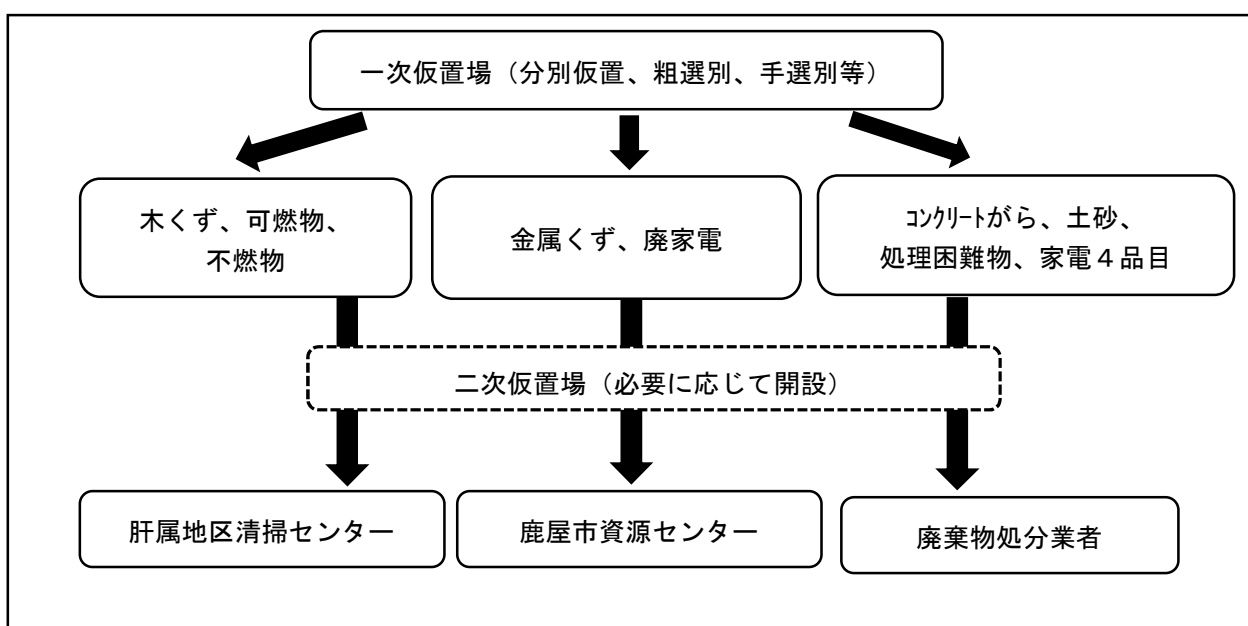 一次仮置場（分別仮置、粗選別、手選別等）
木くず、可燃物、
不燃物
金属くず、廃家電
ｺﾝｸﾘｰﾄがら、土砂、
処理困難物、家電４品目
二次仮置場（必要に応じて開設）
肝属地区清掃センター
鹿屋市資源センター
廃棄物処分業者